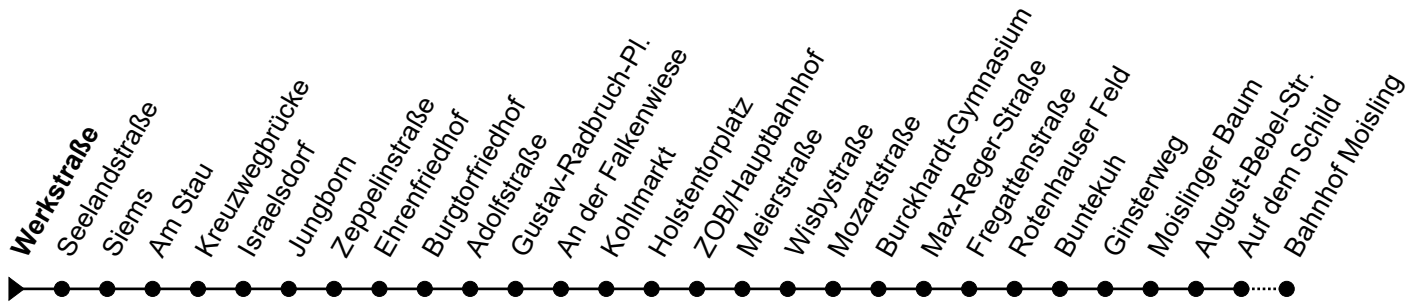 Werkstraße
Seelandstraße
Siems
Am Stau
Kreuzwegbrücke
Israelsdorf
Jungborn
Zeppelinstraße
Ehrenfriedhof
Burgtorfriedhof
Adolfstraße
Gustav-Radbruch-Pl.
An der Falkenwiese
Kohlmarkt
Holstentorplatz
ZOB/Hauptbahnhof
Meierstraße
Wisbystraße
Mozartstraße
Burckhardt-Gymnasium
Max-Reger-Straße
Fregattenstraße
Rotenhauser Feld
Buntekuh
Ginsterweg
Moislinger Baum
August-Bebel-Str.
Auf dem Schild
Bahnhof Moisling